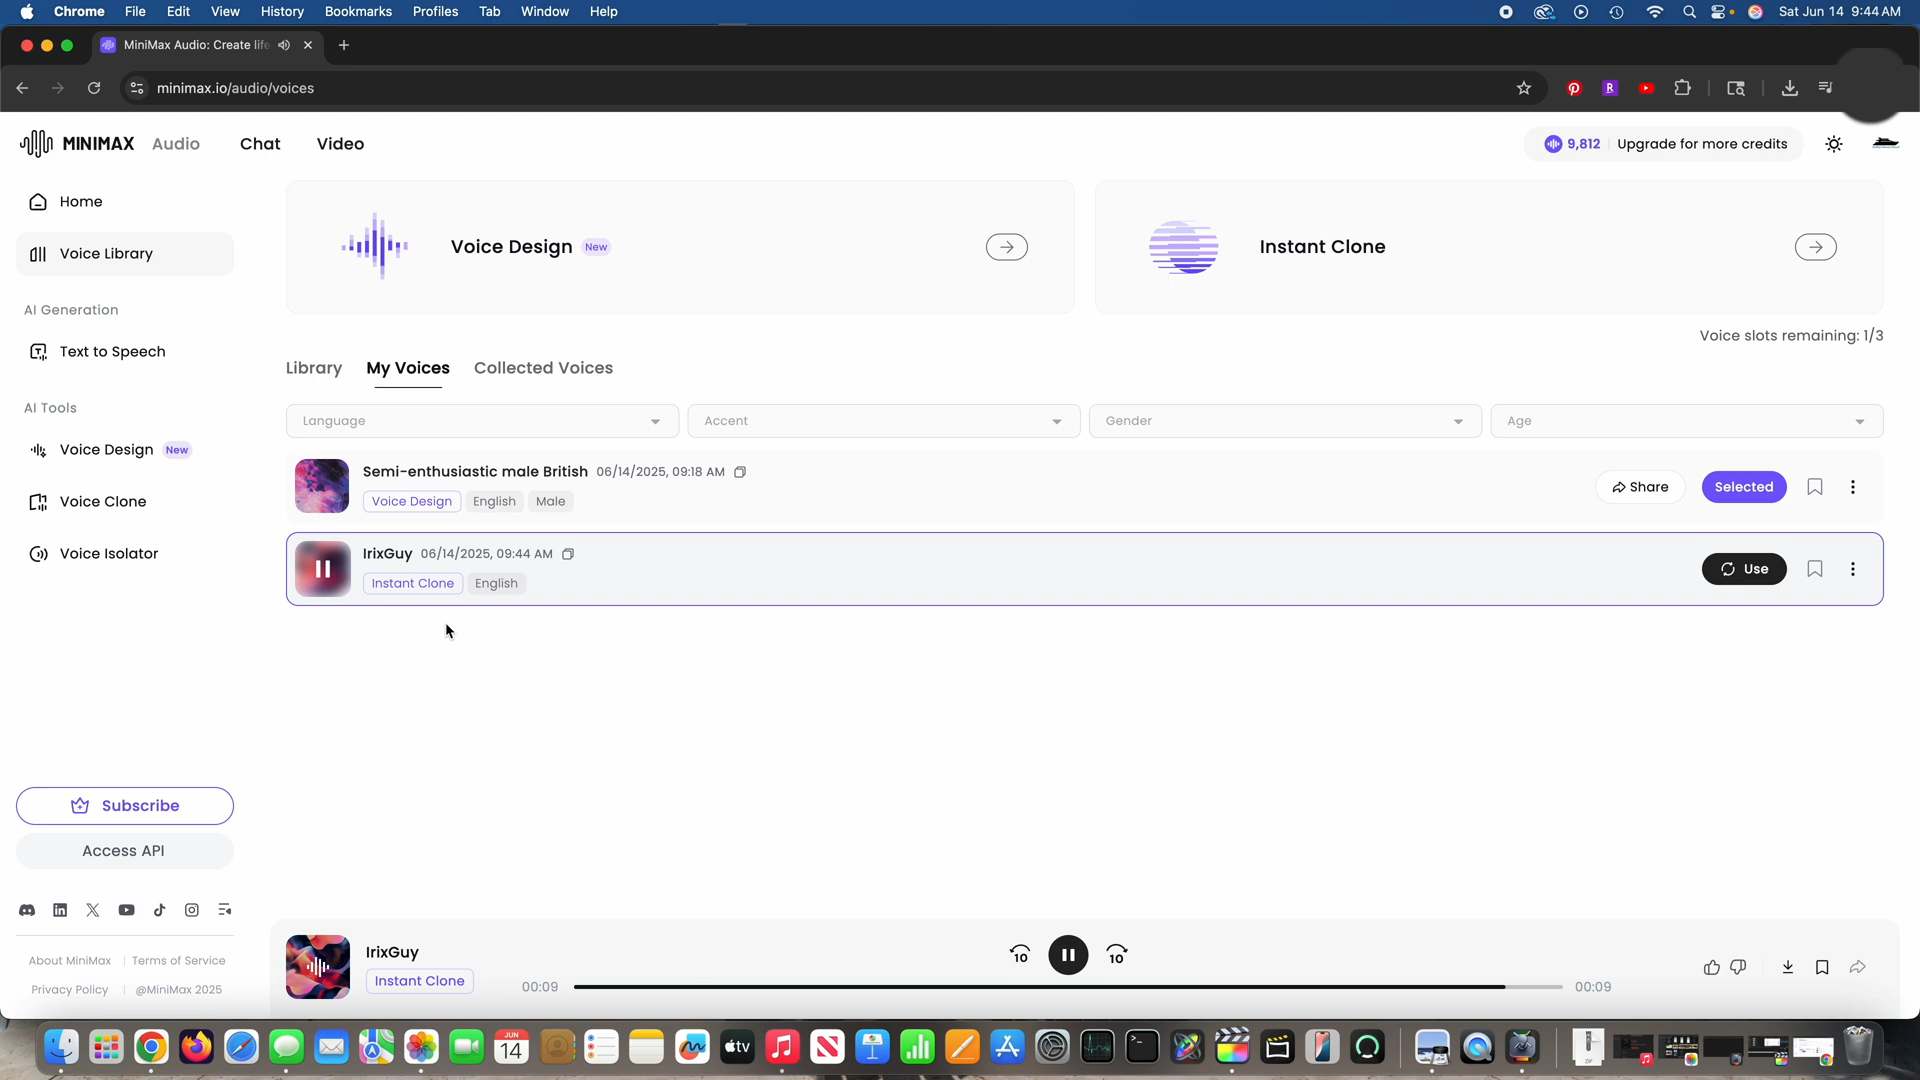 Chrome File Edit View History Bookmarks Profiles Tab Window Help
Sat Jun 14 9:44 AM
MiniMax Audio: Create life
minimax.io/audio/voices
MINIMAX Audio Chat Video
9,812 Upgrade for more credits
Home
Voice Library
AI Generation
Text to Speech
AI Tools
Voice Design New
Voice Clone
Voice Isolator
Subscribe
Access API
About MiniMax | Terms of Service
Privacy Policy | @MiniMax 2025
Voice Design New
Instant Clone
Voice slots remaining: 1/3
Library My Voices Collected Voices
Language Accent Gender Age
Semi-enthusiastic male British 06/14/2025, 09:18 AM
Voice Design English Male
Share Selected
IrixGuy 06/14/2025, 09:44 AM
Instant Clone English
Use
IrixGuy
Instant Clone
10 10
00:09 00:09
JUN
14
tv
ZIP